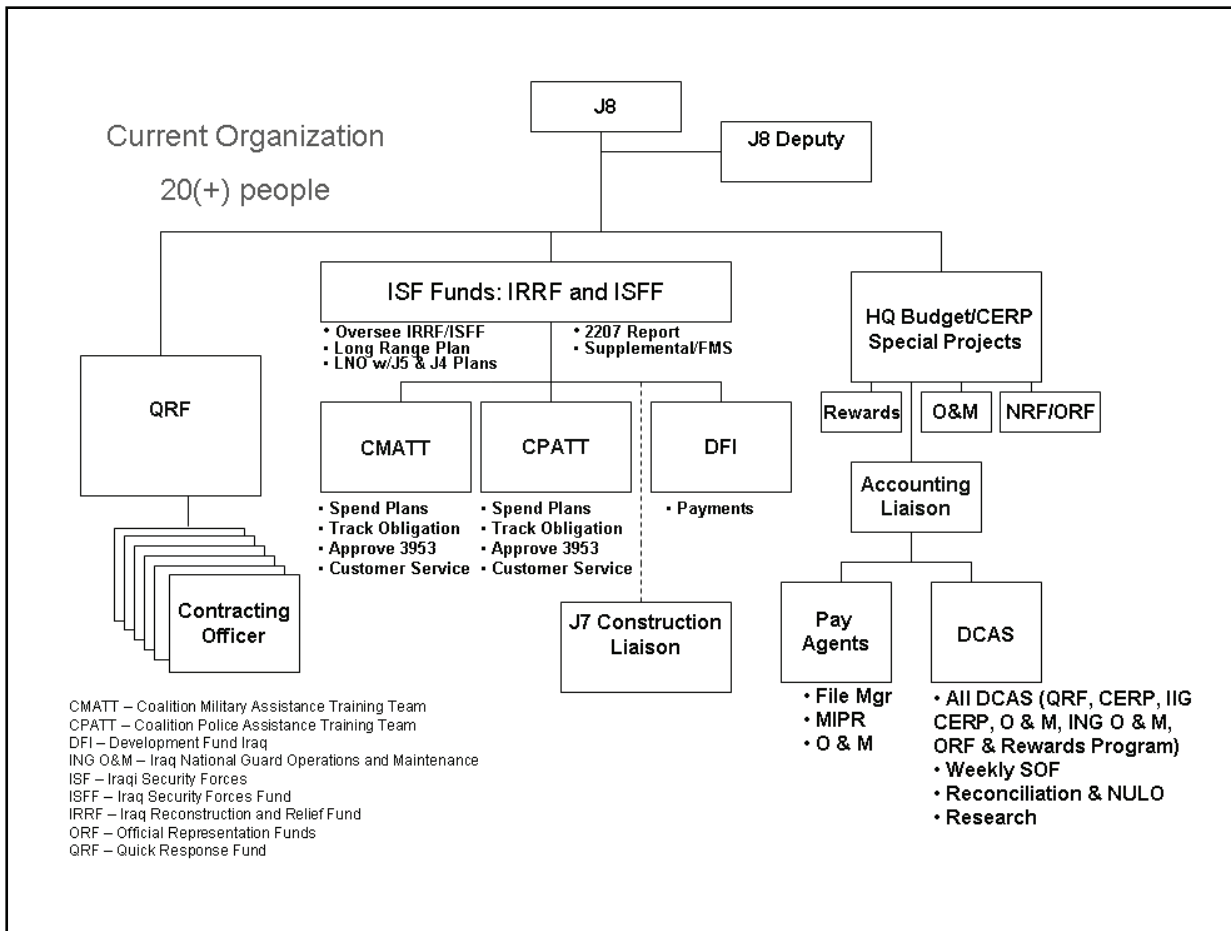 J8
Current Organization
20(+) people
J8 Deputy
ISF Funds: IRRF and ISFF
• Oversee IRRF/ISFF
• Long Range Plan
• LNO w/J5 & J4 Plans
• 2207 Report
• Supplemental/FMS
HQ Budget/CERP
Special Projects
QRF
Rewards
O&M
NRF/ORF
CMATT
CPATT
DFI
Accounting
Liaison
▪ Spend Plans
▪ Track Obligation
▪ Approve 3953
▪ Customer Service
▪ Spend Plans
▪ Track Obligation
▪ Approve 3953
▪ Customer Service
▪ Payments
Contracting
Officer
J7 Construction
Liaison
Pay
Agents
DCAS
• File Mgr
• MIPR
• O & M
• All DCAS (QRF, CERP, IIG
CERP, O & M, ING O & M,
ORF & Rewards Program)
• Weekly SOF
• Reconciliation & NULO
• Research
CMATT – Coalition Military Assistance Training Team
CPATT – Coalition Police Assistance Training Team
DFI – Development Fund Iraq
ING O&M – Iraq National Guard Operations and Maintenance
ISF – Iraqi Security Forces
ISFF – Iraq Security Forces Fund
IRRF – Iraq Reconstruction and Relief Fund
ORF – Official Representation Funds
QRF – Quick Response Fund